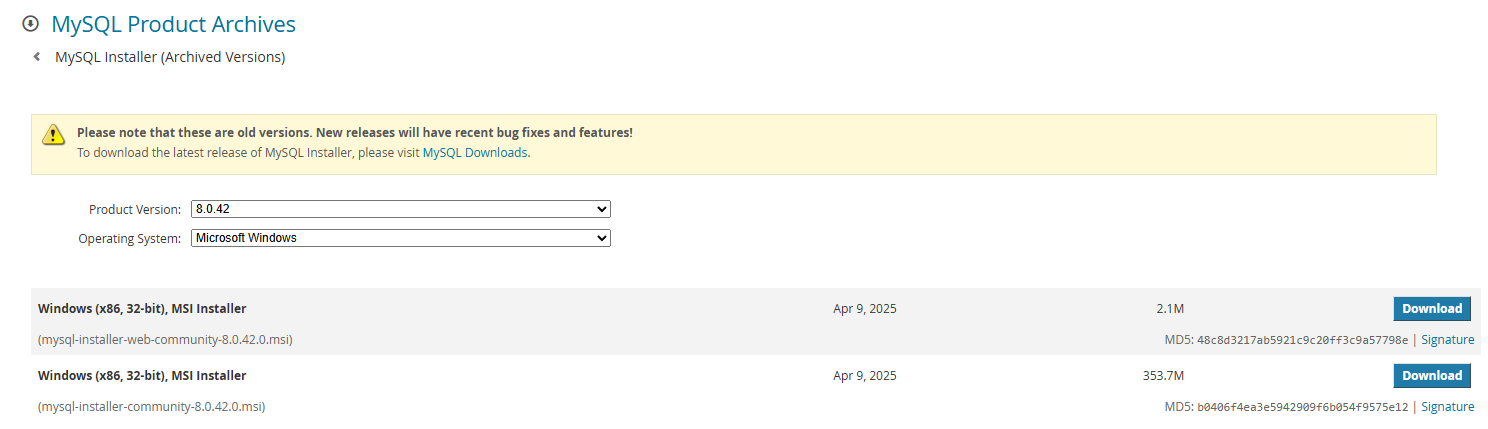 MySQL Product Archives
MySQL Installer (Archived Versions)
Please note that these are old versions. New releases will have recent bug fixes and features!
To download the latest release of MySQL Installer, please visit MySQL Downloads.
Product Version: 8.0.42
Operating System: Microsoft Windows
Windows (x86, 32-bit), MSI Installer Apr 9, 2025 2.1M Download
(mysql-installer-web-community-8.0.42.0.msi) MD5: 48c8d3217ab5921c9c20ff3c9a57798e | Signature
Windows (x86, 32-bit), MSI Installer Apr 9, 2025 353.7M Download
(mysql-installer-community-8.0.42.0.msi) MD5: b0406f4ea3e5942909f6b054f9575e12 | Signature